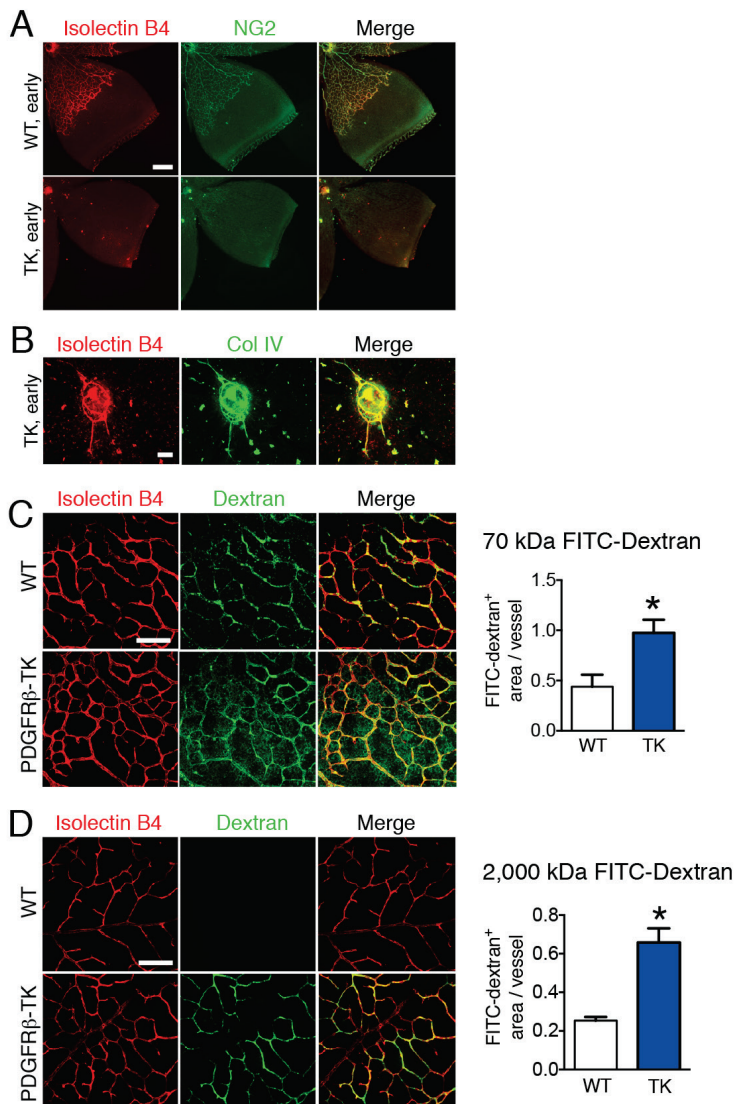 A
Isolectin B4 NG2 Merge
WT, early
TK, early
B
Isolectin B4 Col IV Merge
TK, early
C
Isolectin B4 Dextran Merge
WT
PDGFRβ-TK
70 kDa FITC-Dextran
FITC-dextran⁺
area / vessel
1.5
1.0
0.5
0.0
*
WT TK
D
Isolectin B4 Dextran Merge
WT
PDGFRβ-TK
2,000 kDa FITC-Dextran
FITC-dextran⁺
area / vessel
0.8
0.6
0.4
0.2
0.0
*
WT TK